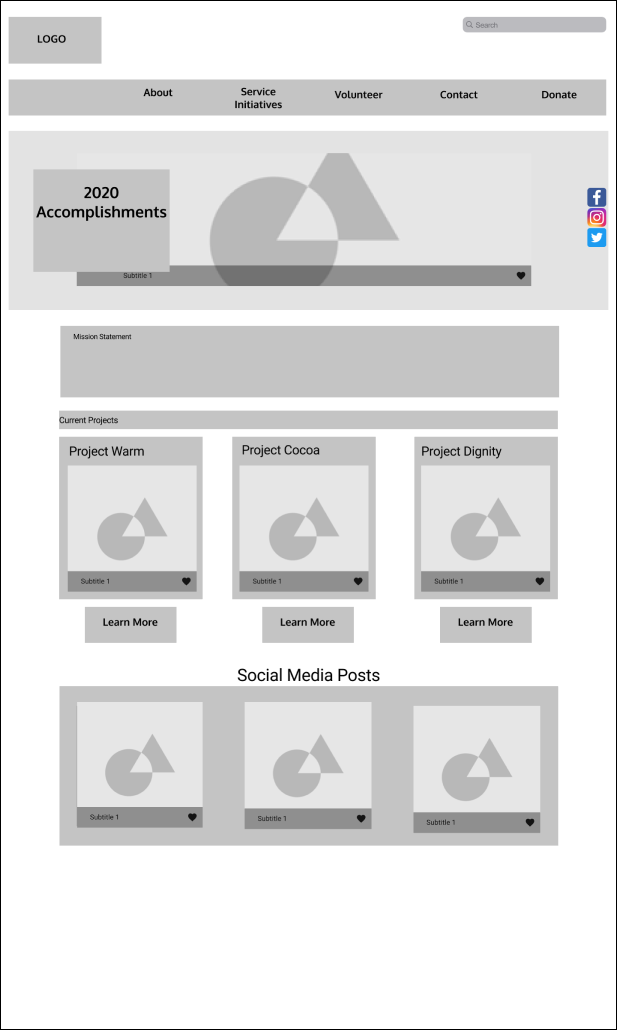 LOGO
Search
About
Service
Initiatives
Volunteer
Contact
Donate
2020
Accomplishments
Subtitle 1
Mission Statement
Current Projects
Project Warm
Project Cocoa
Project Dignity
Subtitle 1
Subtitle 1
Subtitle 1
Learn More
Learn More
Learn More
Social Media Posts
Subtitle 1
Subtitle 1
Subtitle 1